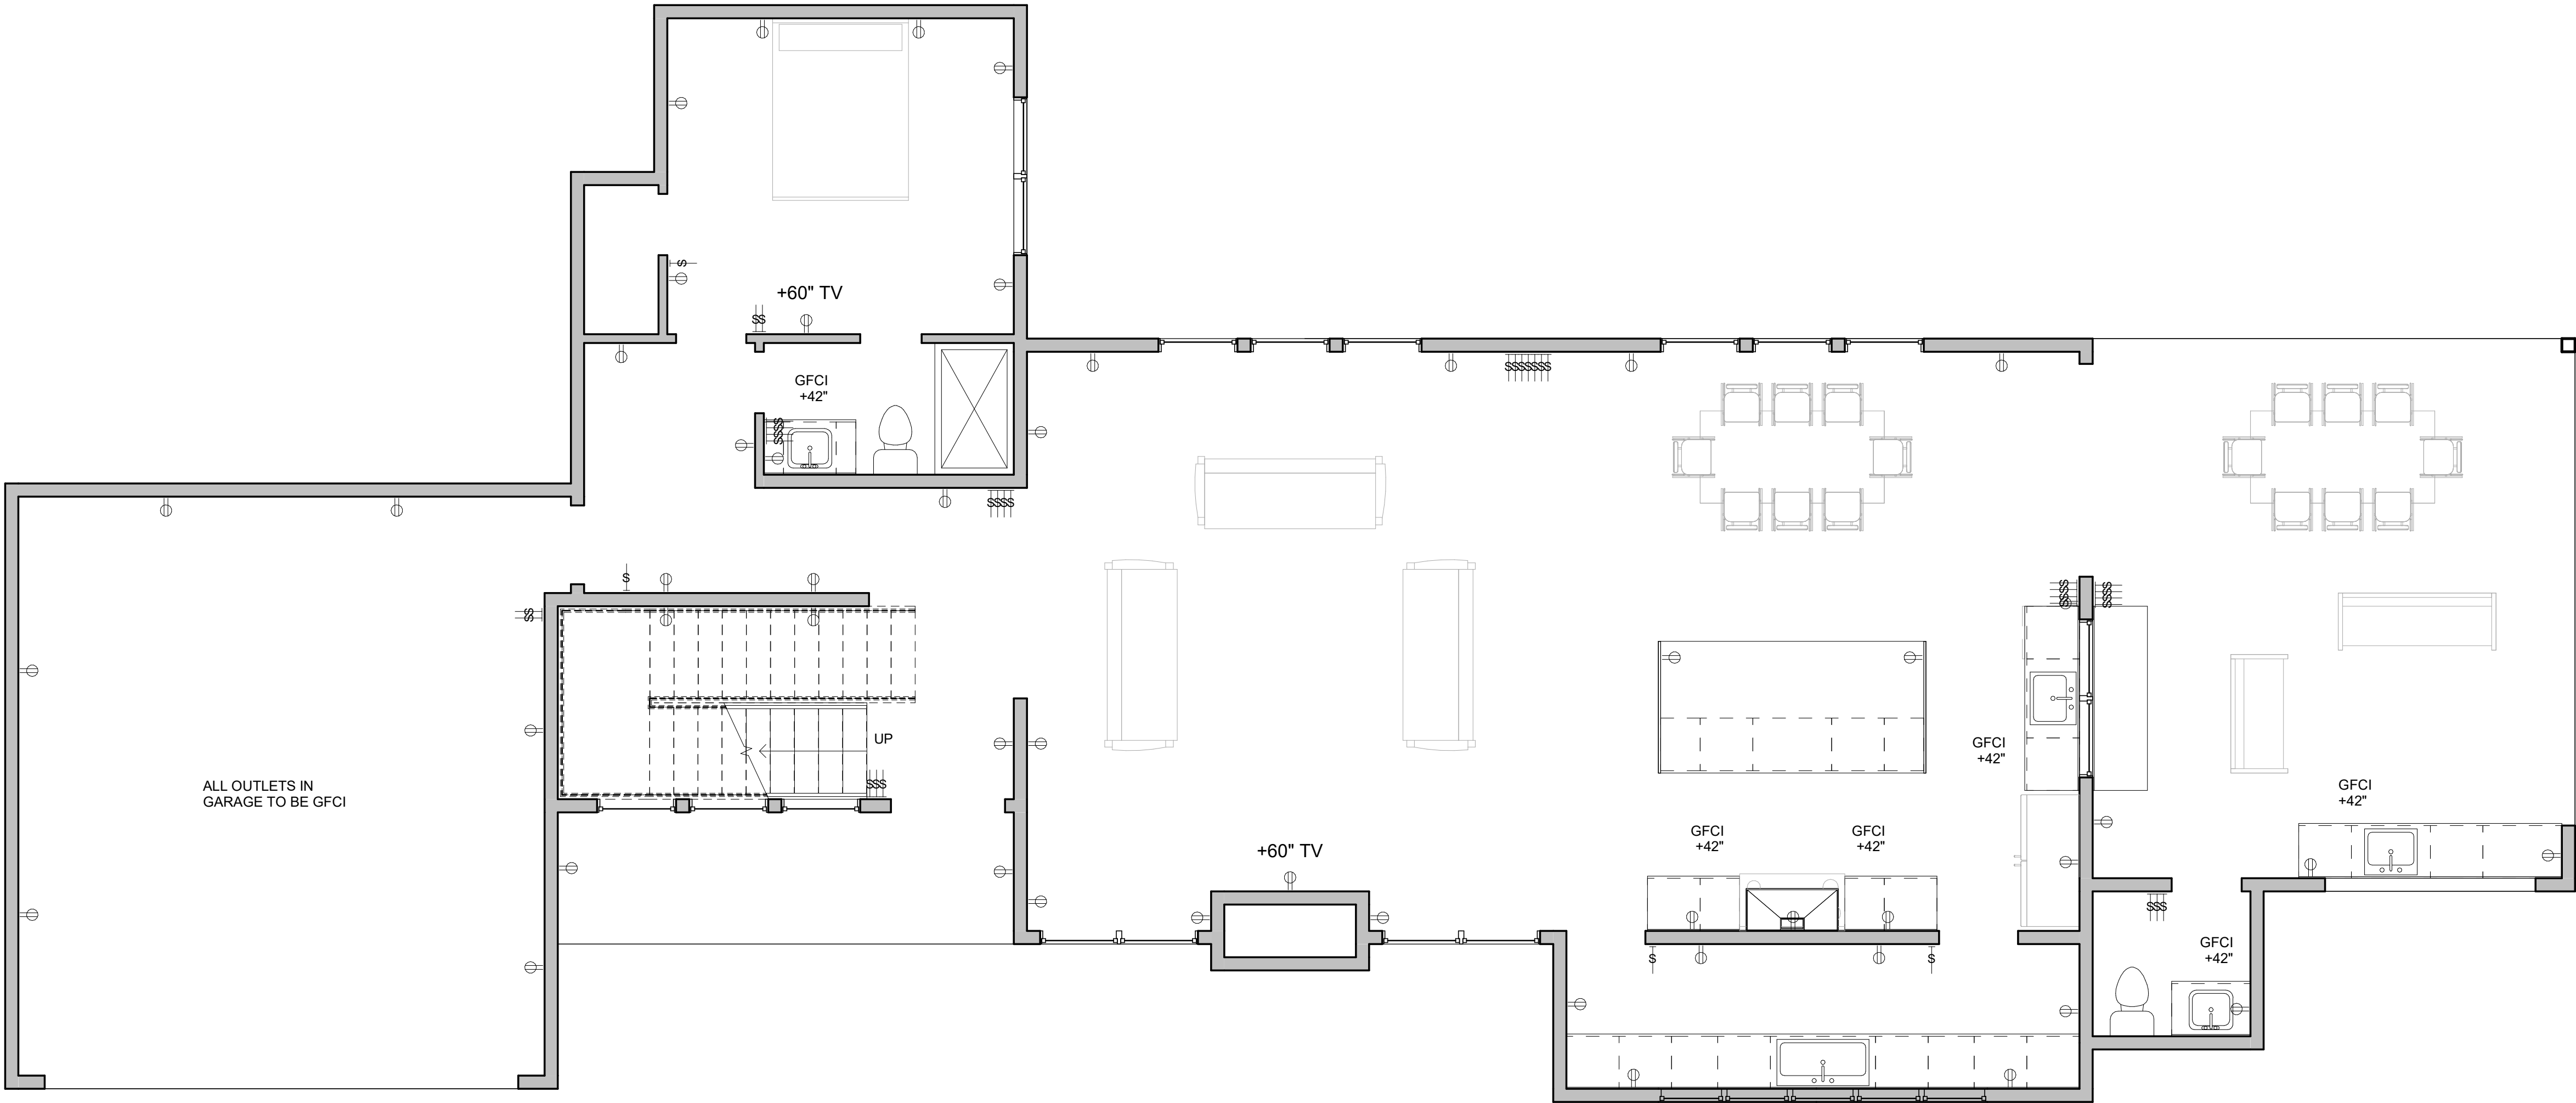 S
+60" TV
$$
GFCI
+42"
$$$$
$$$$$$$
$$$$
$
$$
$$$$
$$$$
UP
$$$
GFCI
+42"
ALL OUTLETS IN
GARAGE TO BE GFCI
GFCI
+42"
GFCI
+42"
GFCI
+42"
+60" TV
$$$
GFCI
+42"
$
$